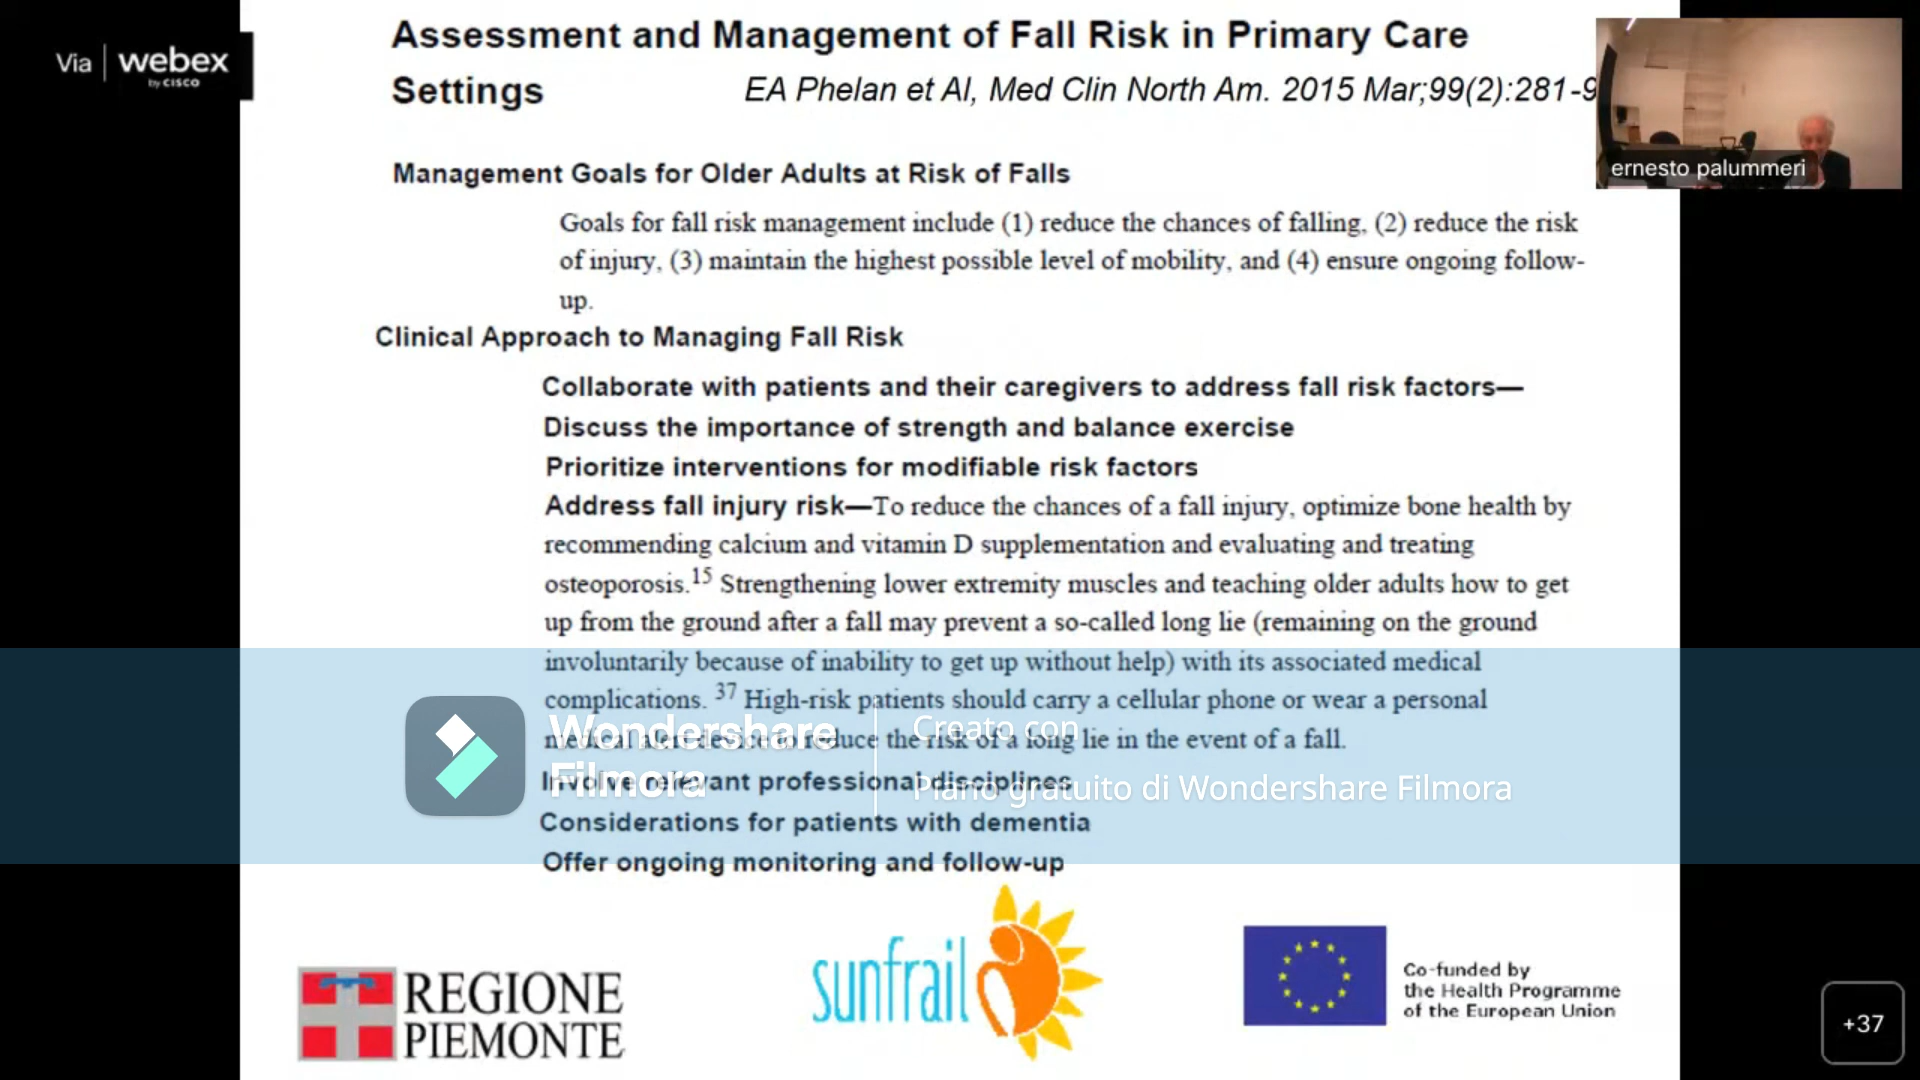 Via webex
by CISCO
Assessment and Management of Fall Risk in Primary Care
Settings
EA Phelan et Al, Med Clin North Am. 2015 Mar;99(2):281-9
ernesto palummeri
Management Goals for Older Adults at Risk of Falls
Goals for fall risk management include (1) reduce the chances of falling, (2) reduce the risk
of injury, (3) maintain the highest possible level of mobility, and (4) ensure ongoing follow-
up.
Clinical Approach to Managing Fall Risk
Collaborate with patients and their caregivers to address fall risk factors—
Discuss the importance of strength and balance exercise
Prioritize interventions for modifiable risk factors
Address fall injury risk—To reduce the chances of a fall injury, optimize bone health by
recommending calcium and vitamin D supplementation and evaluating and treating
osteoporosis.15 Strengthening lower extremity muscles and teaching older adults how to get
up from the ground after a fall may prevent a so-called long lie (remaining on the ground
involuntarily because of inability to get up without help) with its associated medical
complications. 37 High-risk patients should carry a cellular phone or wear a personal
medical alert device to reduce the risk of a long lie in the event of a fall.
Involve relevant professional disciplines
Considerations for patients with dementia
Offer ongoing monitoring and follow-up
Wondershare
Filmora
Creato con
Piano gratuito di Wondershare Filmora
REGIONE
PIEMONTE
sunfrail
Co-funded by
the Health Programme
of the European Union
+37